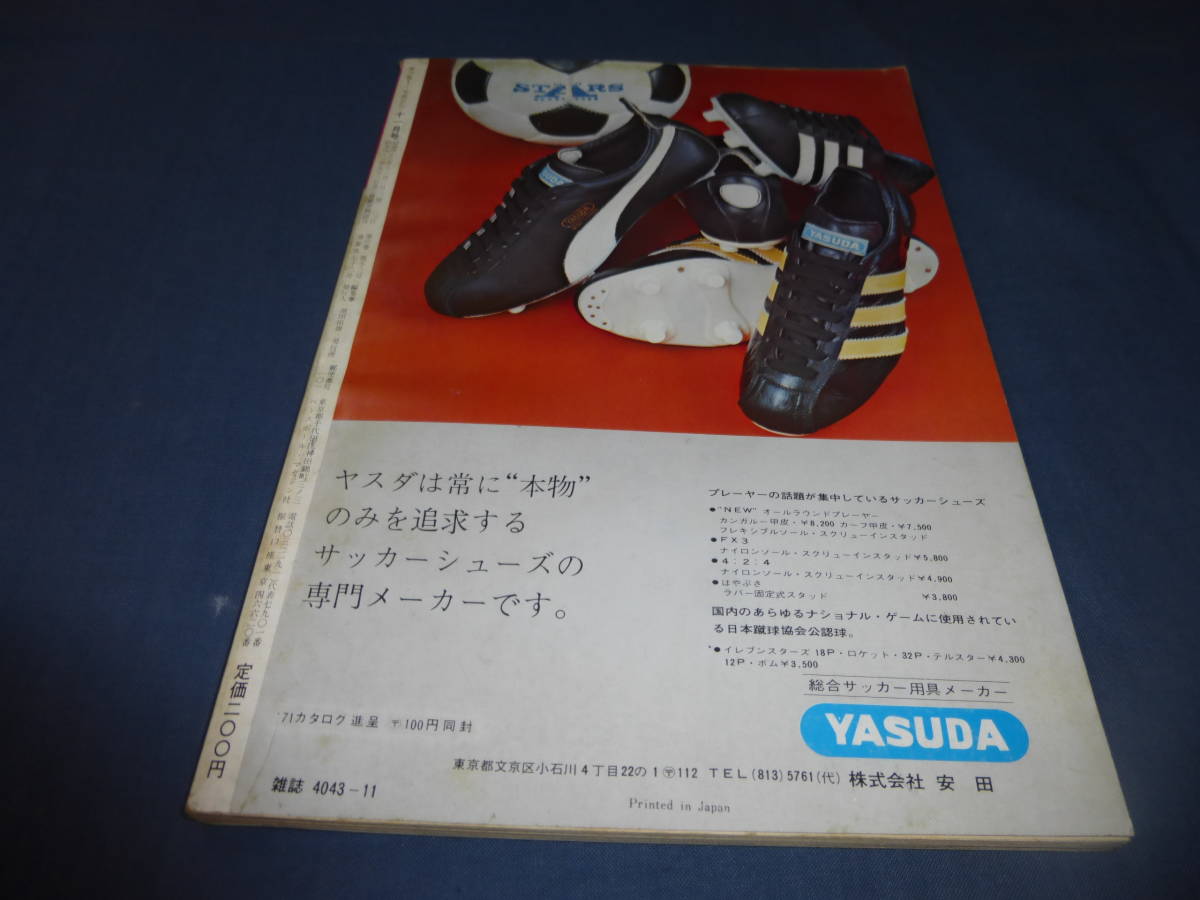 STARS
YASUDA
YASUDA
ヤスダは常に“本物”
のみを追求する
サッカーシューズの
専門メーカーです。
プレーヤーの話題が集中しているサッカーシューズ
●"NEW" オールラウンドプレーヤー
カンガルー甲皮・¥8,200 カーフ甲皮・¥7,500
フレキシブルソール・スクリューインスタッド
●FX3
ナイロンソール・スクリューインスタッド¥5,800
●4:2:4
ナイロンソール・スクリューインスタッド¥4,900
●はやぶさ
ラバー固定式スタッド ¥3,800
国内のあらゆるナショナル・ゲームに使用されてい
る日本蹴球協会公認球。
●イレブンスターズ 18P・ロケット・32P・テルスター¥4,300
12P・ボム¥3,500
総合サッカー用具メーカー
YASUDA
'71カタログ進呈 〒100円同封
東京都文京区小石川4丁目22の1〒112 TEL(813)5761(代) 株式会社 安田
雑誌 4043-11
Printed in Japan
定価二〇〇円